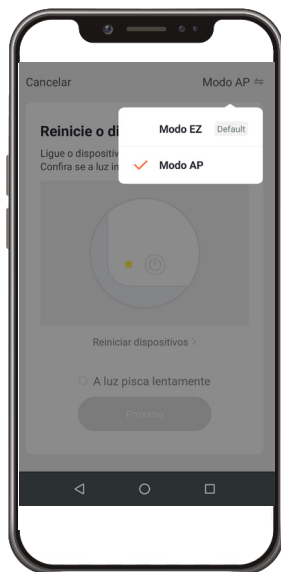 Cancelar
Modo AP
Reinicie o di
Modo EZ Default
Ligue o dispositiv
Modo AP
Confira se a luz in
Reiniciar dispositivos >
A luz pisca lentamente
Próximo